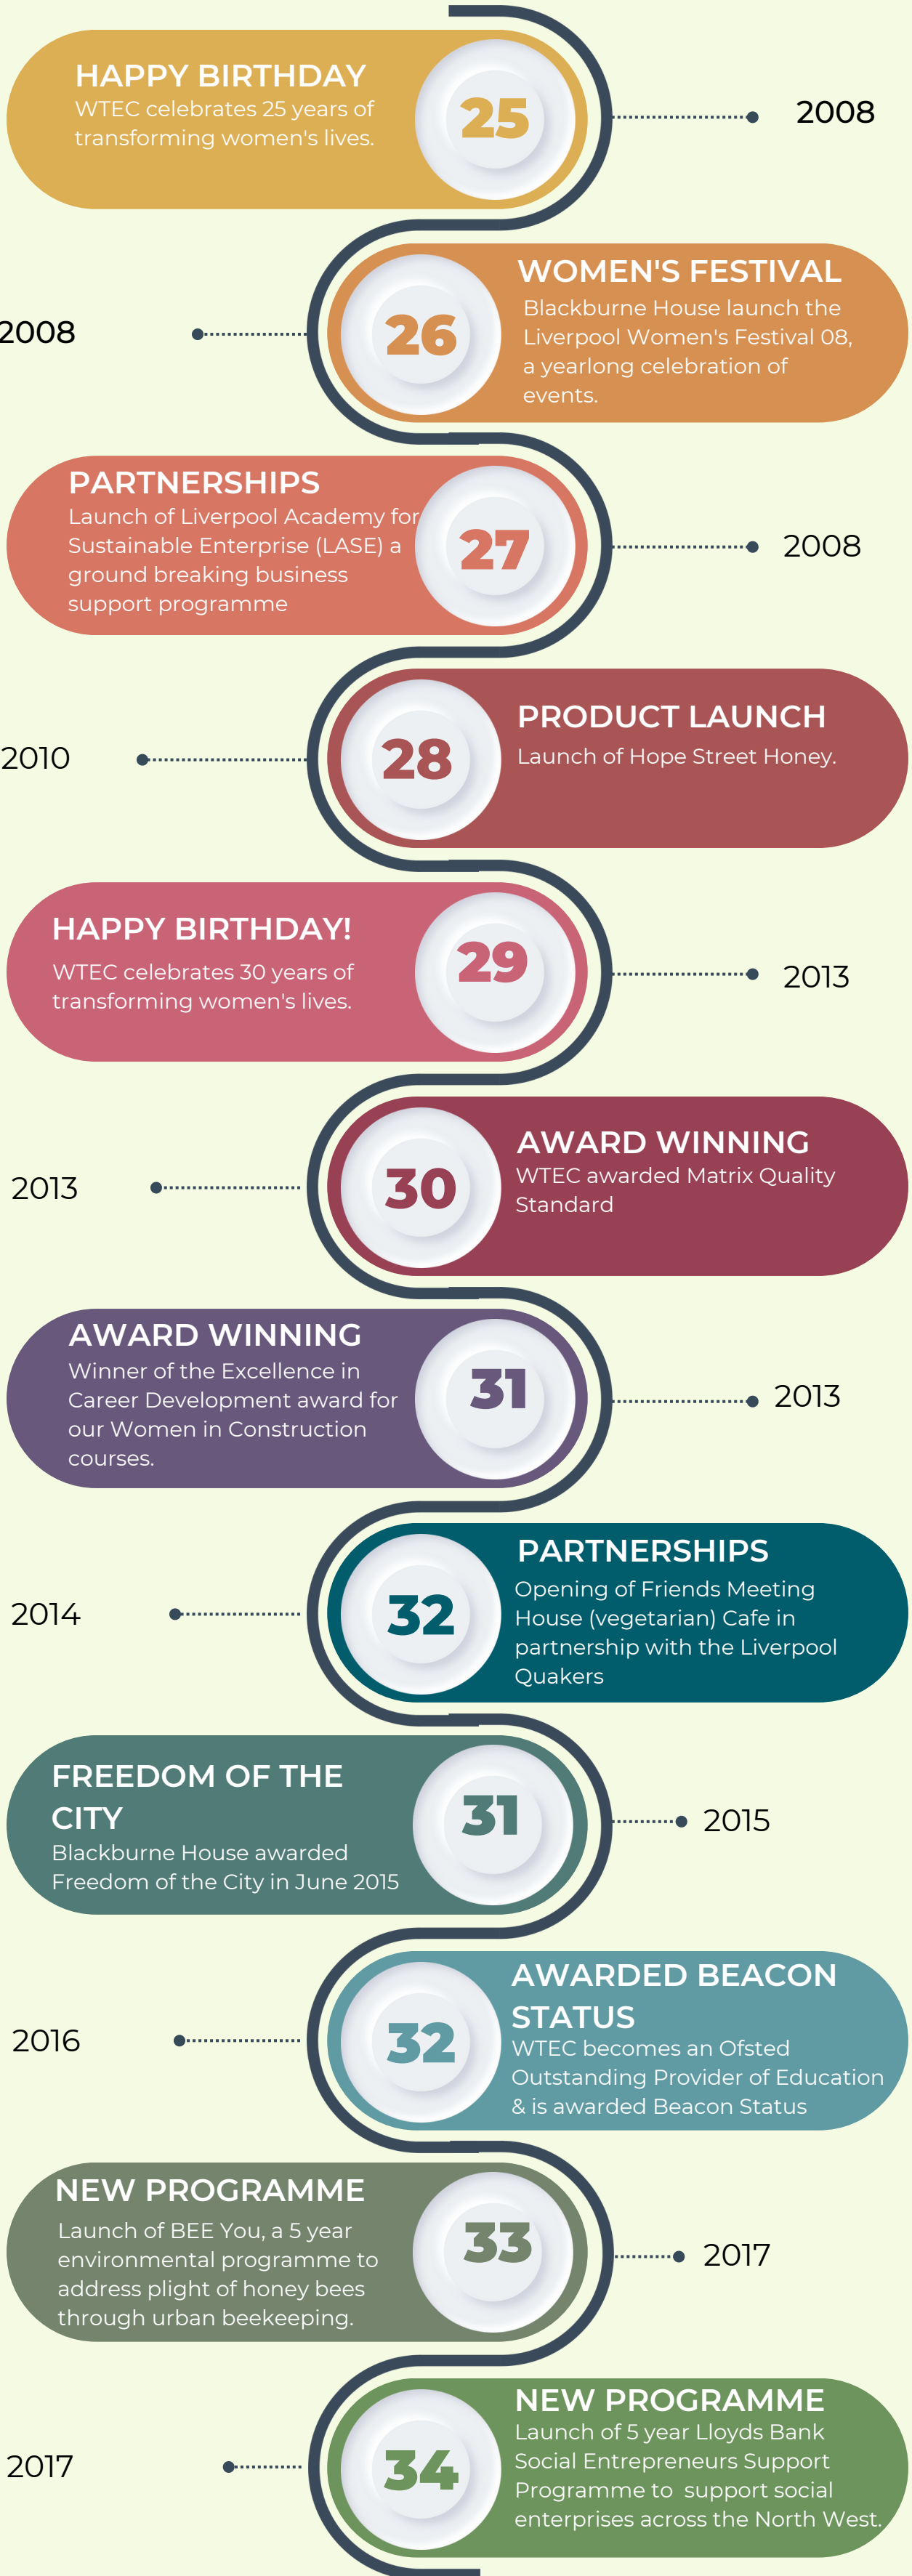 HAPPY BIRTHDAY
WTEC celebrates 25 years of
transforming women's lives.
25
2008
2008
26
WOMEN'S FESTIVAL
Blackburne House launch the
Liverpool Women's Festival 08,
a yearlong celebration of
events.
PARTNERSHIPS
Launch of Liverpool Academy for
Sustainable Enterprise (LASE) a
ground breaking business
support programme
27
2008
2010
28
PRODUCT LAUNCH
Launch of Hope Street Honey.
HAPPY BIRTHDAY!
WTEC celebrates 30 years of
transforming women's lives.
29
2013
2013
30
AWARD WINNING
WTEC awarded Matrix Quality
Standard
AWARD WINNING
Winner of the Excellence in
Career Development award for
our Women in Construction
courses.
31
2013
2014
32
PARTNERSHIPS
Opening of Friends Meeting
House (vegetarian) Cafe in
partnership with the Liverpool
Quakers
FREEDOM OF THE
CITY
Blackburne House awarded
Freedom of the City in June 2015
31
2015
2016
32
AWARDED BEACON
STATUS
WTEC becomes an Ofsted
Outstanding Provider of Education
& is awarded Beacon Status
NEW PROGRAMME
Launch of BEE You, a 5 year
environmental programme to
address plight of honey bees
through urban beekeeping.
33
2017
2017
34
NEW PROGRAMME
Launch of 5 year Lloyds Bank
Social Entrepreneurs Support
Programme to support social
enterprises across the North West.